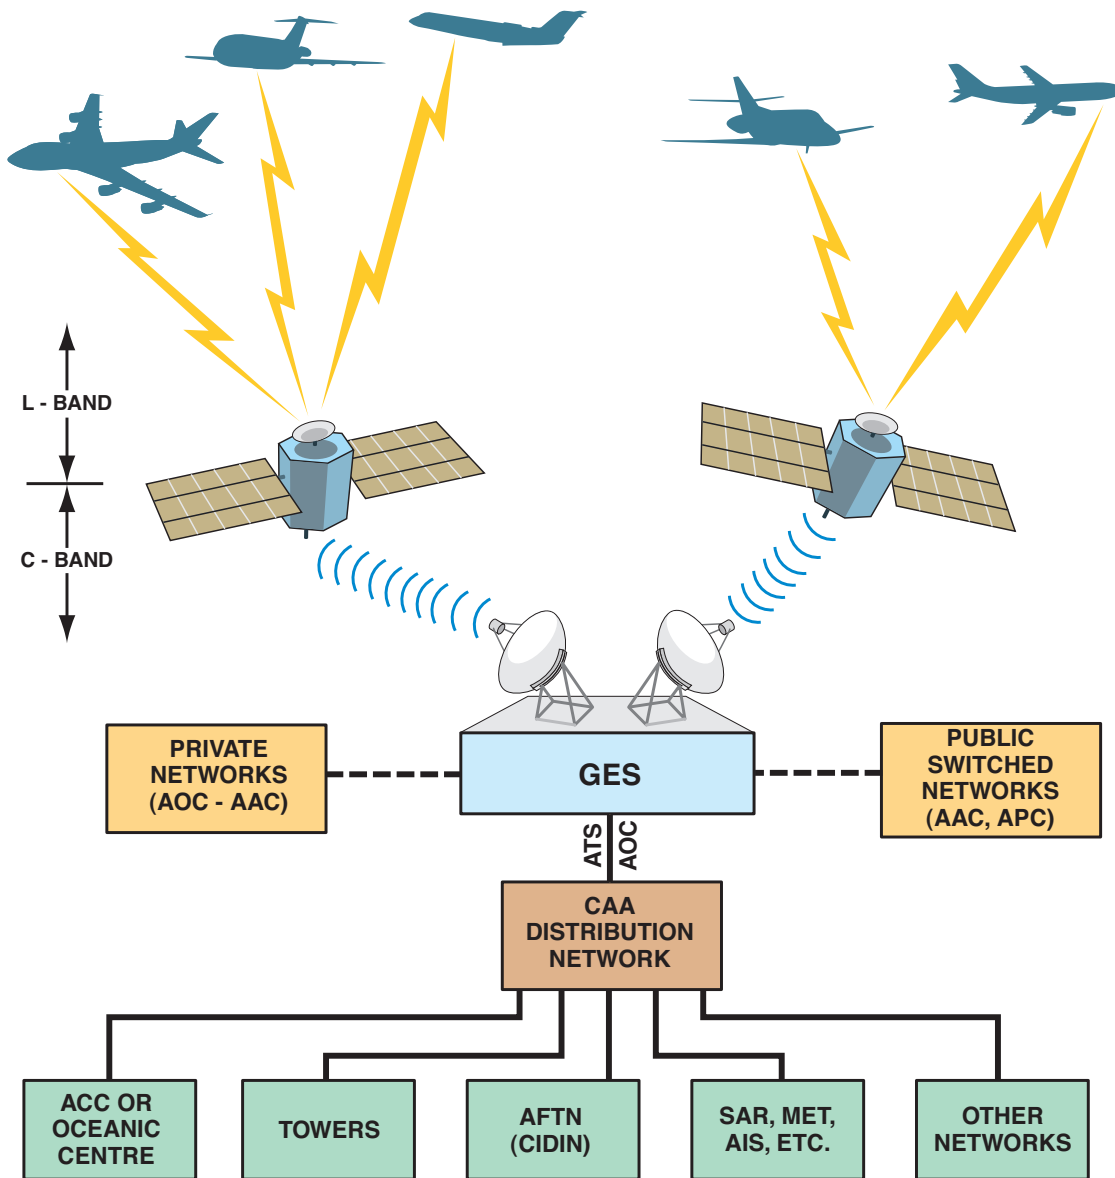 L - BAND
C - BAND
PRIVATE
NETWORKS
(AOC - AAC)
GES
PUBLIC
SWITCHED
NETWORKS
(AAC, APC)
ATS
AOC
CAA
DISTRIBUTION
NETWORK
ACC OR
OCEANIC
CENTRE
TOWERS
AFTN
(CIDIN)
SAR, MET,
AIS, ETC.
OTHER
NETWORKS